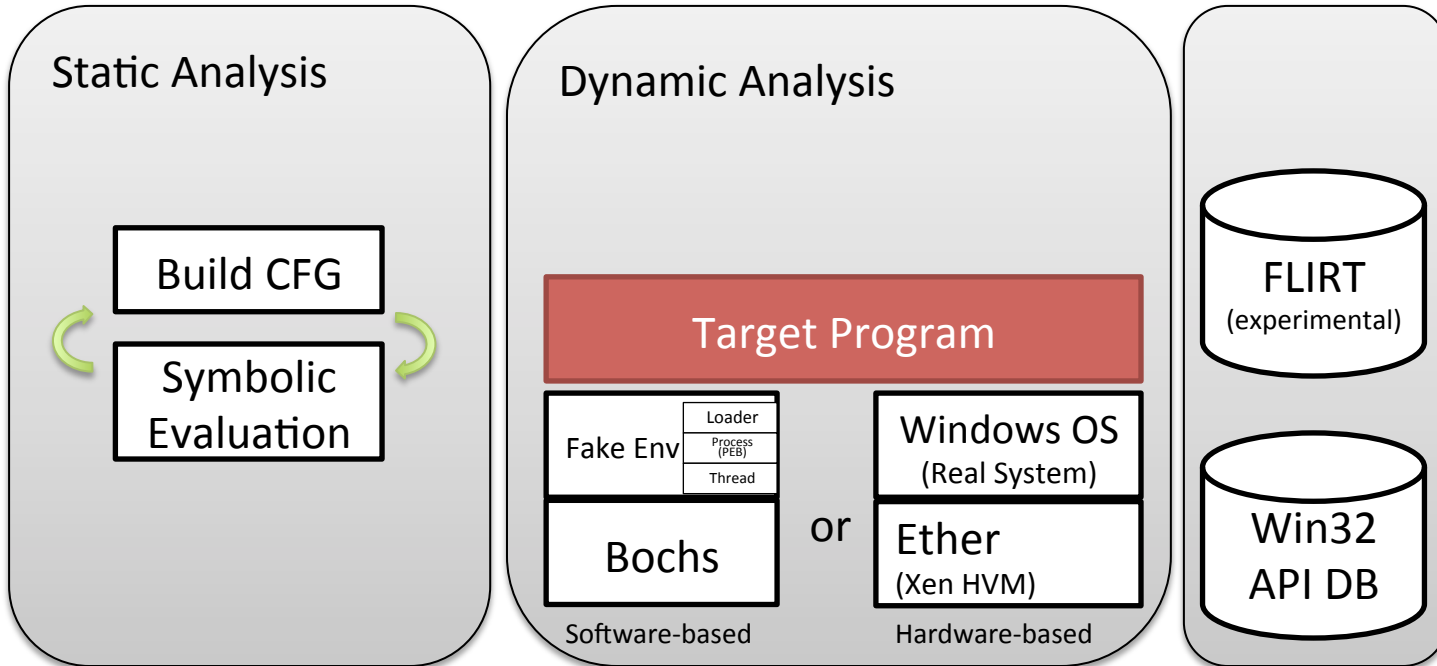 Static Analysis
Build CFG
Symbolic
Evaluation
Dynamic Analysis
Target Program
Fake Env
Loader
Process
(PEB)
Thread
Bochs
Software-based
or
Windows OS
(Real System)
Ether
(Xen HVM)
Hardware-based
FLIRT
(experimental)
Win32
API DB